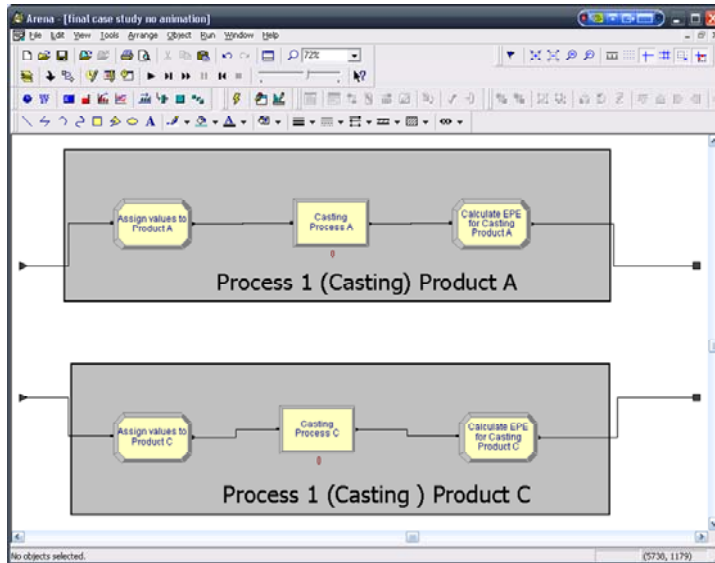 Arena - [final case study no animation]
File Edit View Tools Arrange Object Run Window Help
72%
Assign values to
Product A
Casting
Process A
0
Calculate EPE
for Casting
Product A
Process 1 (Casting) Product A
Assign values to
Product C
Casting
Process C
0
Calculate EPE
for Casting
Product C
Process 1 (Casting ) Product C
No objects selected.
(5730, 1179)